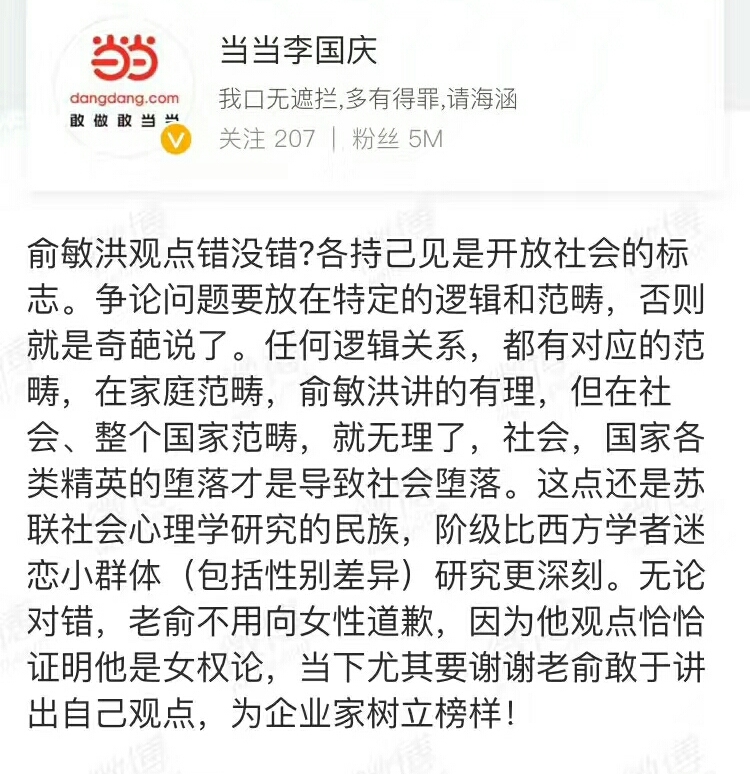 当当
dangdang.com
敢做敢当当
当当李国庆
我口无遮拦,多有得罪,请海涵
关注 207 | 粉丝 5M
俞敏洪观点错没错?各持己见是开放社会的标
志。争论问题要放在特定的逻辑和范畴，否则
就是奇葩说了。任何逻辑关系，都有对应的范
畴，在家庭范畴，俞敏洪讲的有理，但在社
会、整个国家范畴，就无理了，社会，国家各
类精英的堕落才是导致社会堕落。这点还是苏
联社会心理学研究的民族，阶级比西方学者迷
恋小群体（包括性别差异）研究更深刻。无论
对错，老俞不用向女性道歉，因为他观点恰恰
证明他是女权论，当下尤其要谢谢老俞敢于讲
出自己观点，为企业家树立榜样！